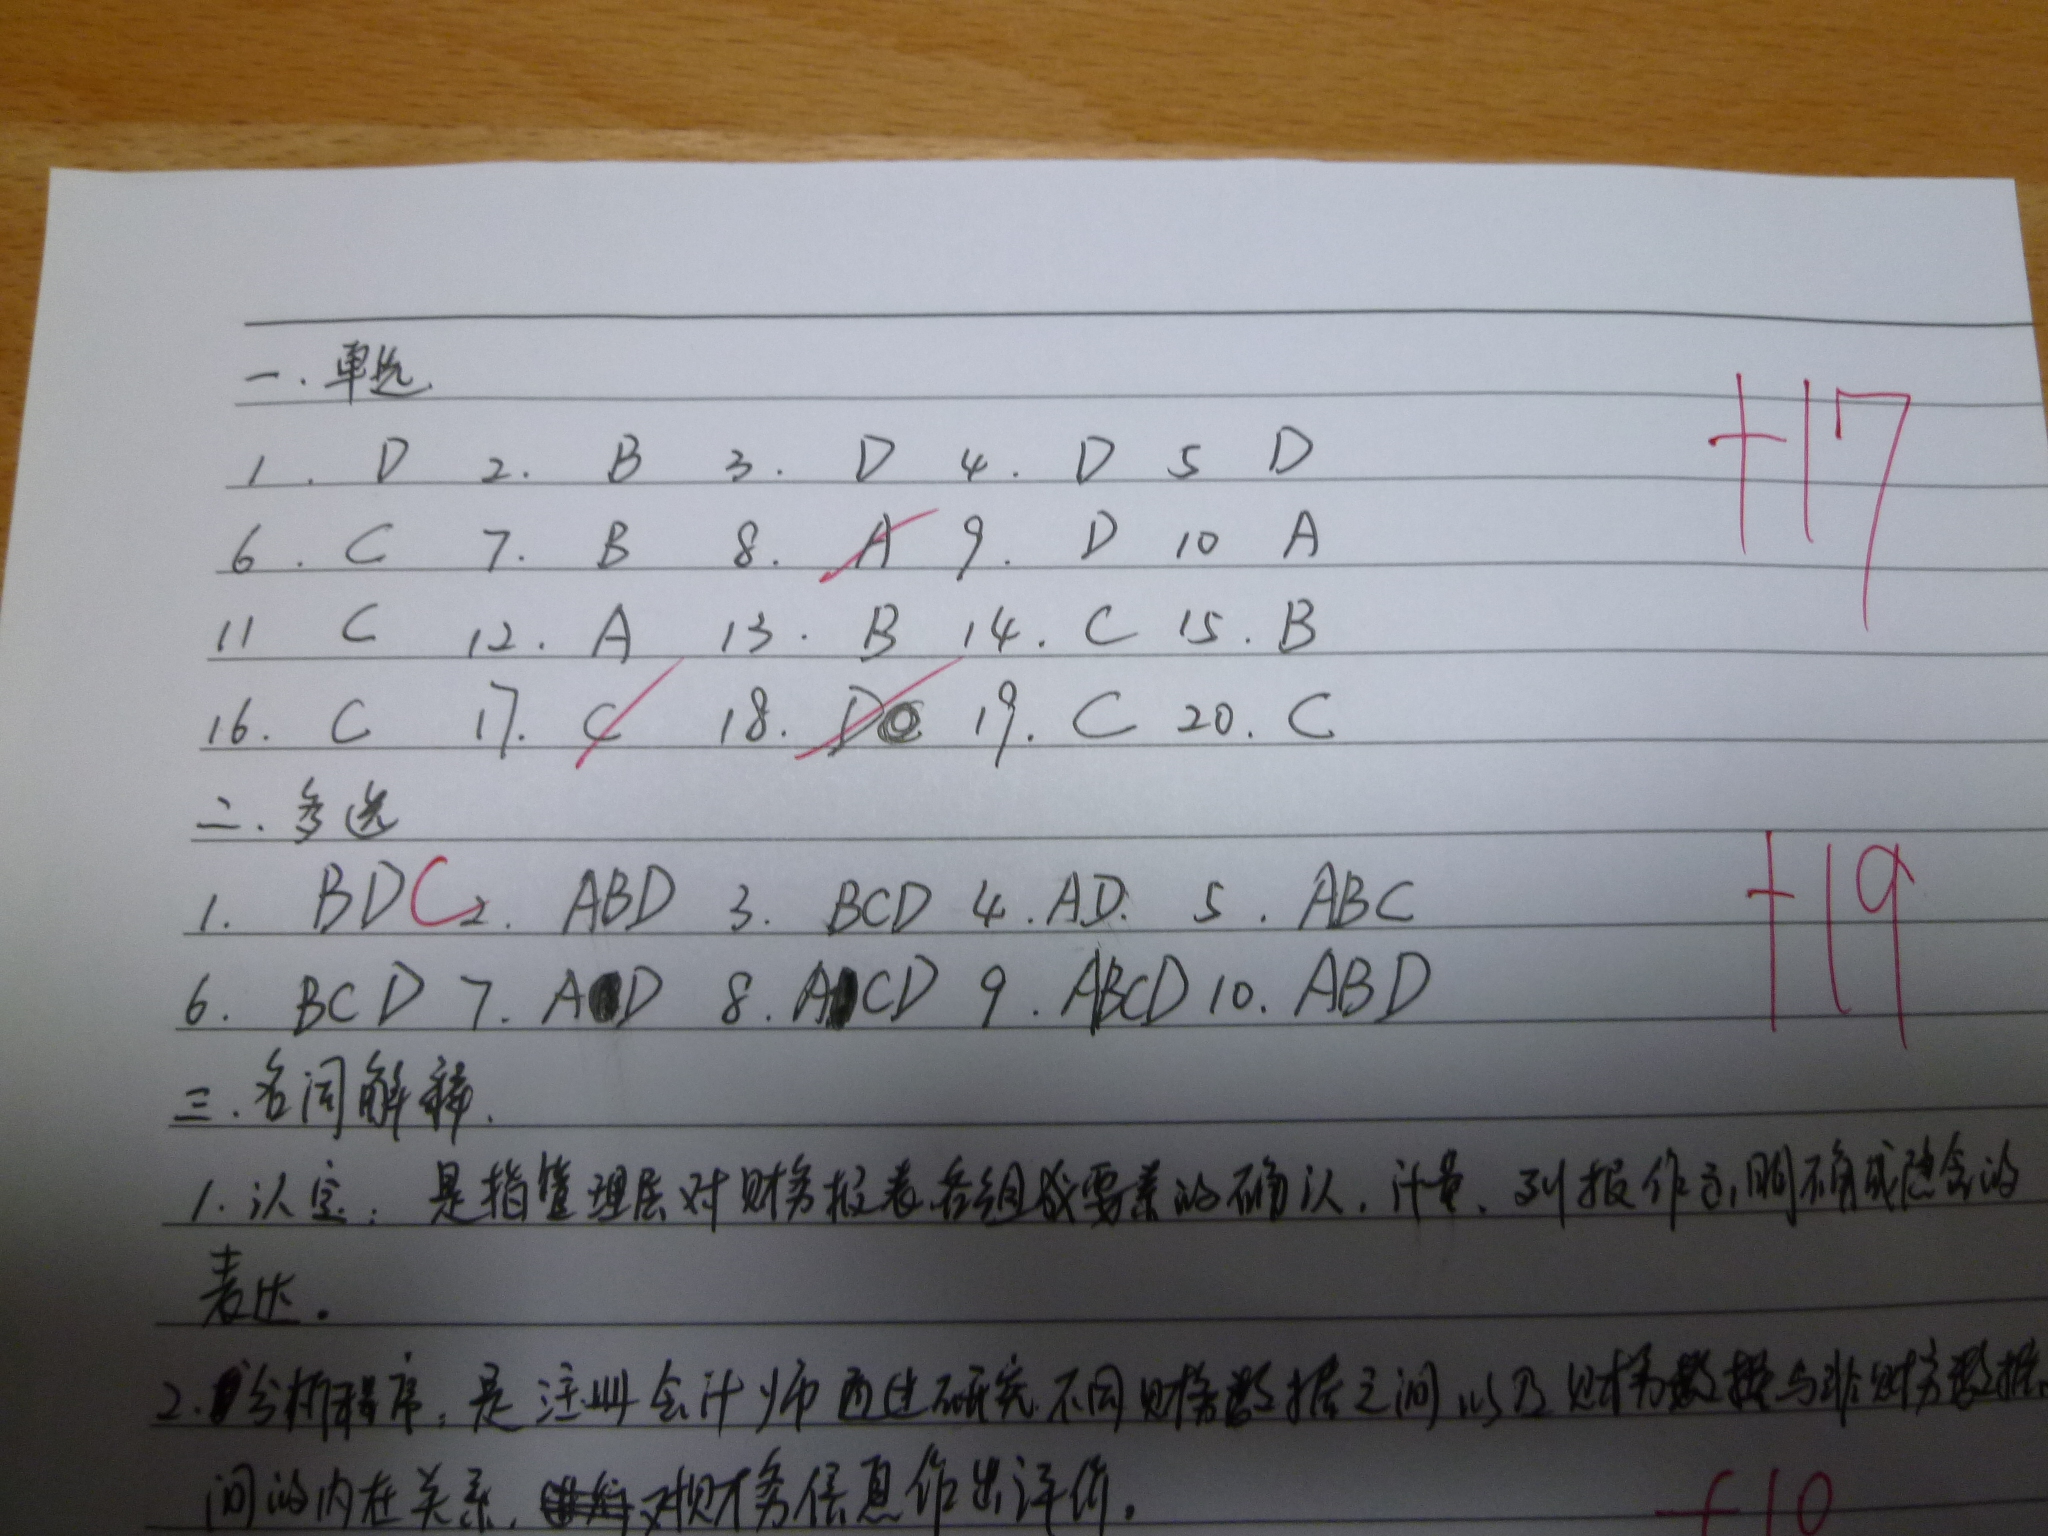 一.单选.
1. D 2. B 3. D 4. D 5 D
+17
6. C 7. B 8. A 9. D 10 A
11 C 12. A 13. B 14. C 15. B
16. C 17. C 18. D 19. C 20. C
二.多选
1. BDC 2. ABD 3. BCD 4. AD. 5. ABC
+19
6. BCD 7. AD 8. ACD 9. ABCD 10. ABD
三.名词解释.
1.认定:是指管理层对财务报表各组成要素的确认、计量、列报作出明确或隐含的
表达。
2.分析程序:是注册会计师通过研究不同财务数据之间以及财务数据与非财务数据
间的内在关系,对财务信息作出评价。
+10